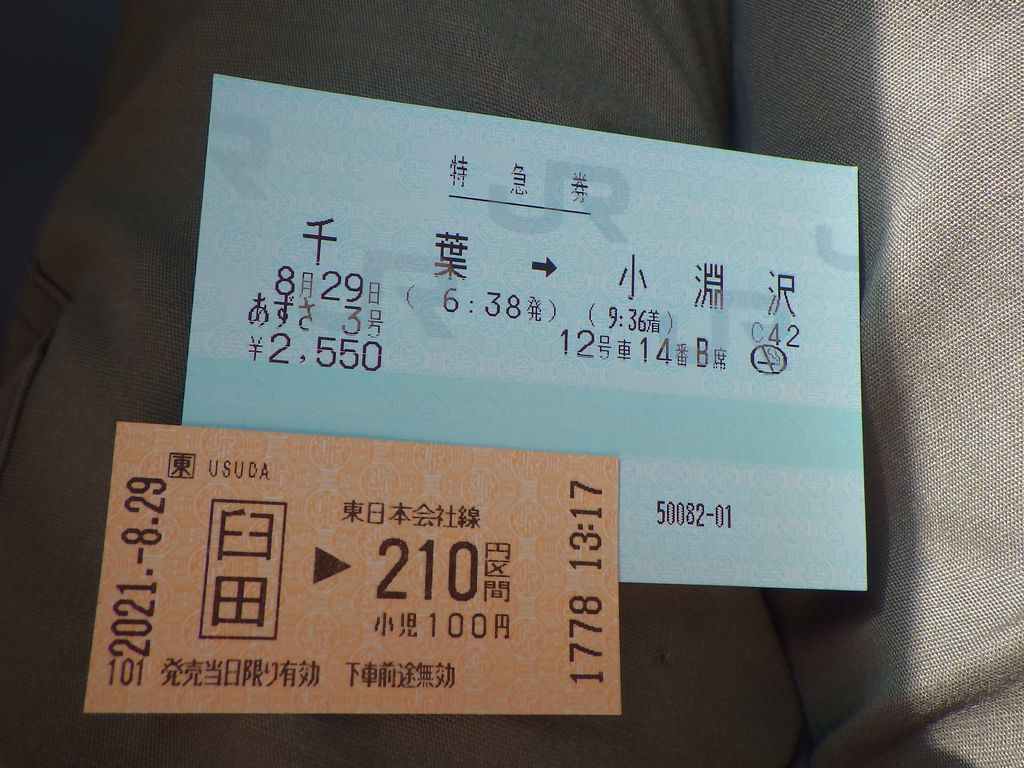 特急券
千葉 → 小淵沢
8月29日 (6:38発) (9:36着) C42
あずさ 3号 12号車14番B席
¥2,550
50082-01
東 USUDA
臼田 ▶ 東日本会社線
210円区間
小児100円
2021.-8.29
101 発売当日限り有効 下車前途無効
1778 13:17
JR